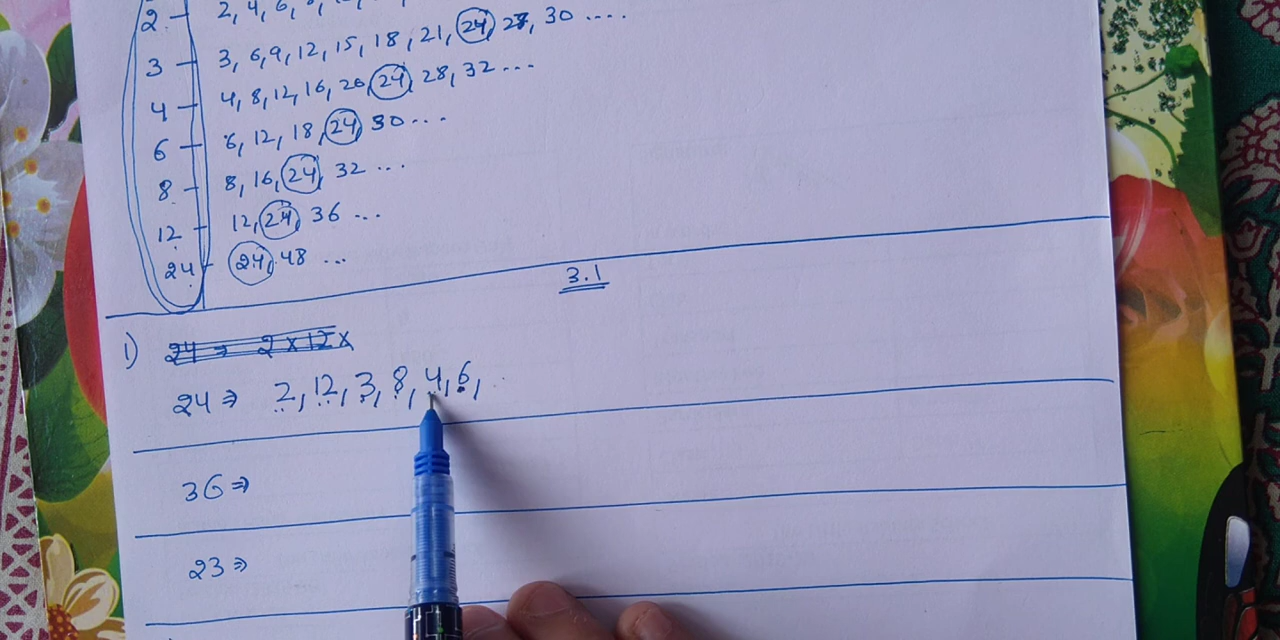 2 - 2, 4, 6,
3 - 3, 6, 9, 12, 15, 18, 21, 24, 27, 30 ....
4 - 4, 8, 12, 16, 20, 24, 28, 32 ...
6 - 6, 12, 18, 24, 30 ...
8 - 8, 16, 24, 32 ...
12 - 12, 24, 36 ...
24 - 24, 48 ...
3.1
1) 24 ⇒ 2 x 12 x
24 ⇒ 2, 12, 3, 8, 4, 6,
36 ⇒
23 ⇒